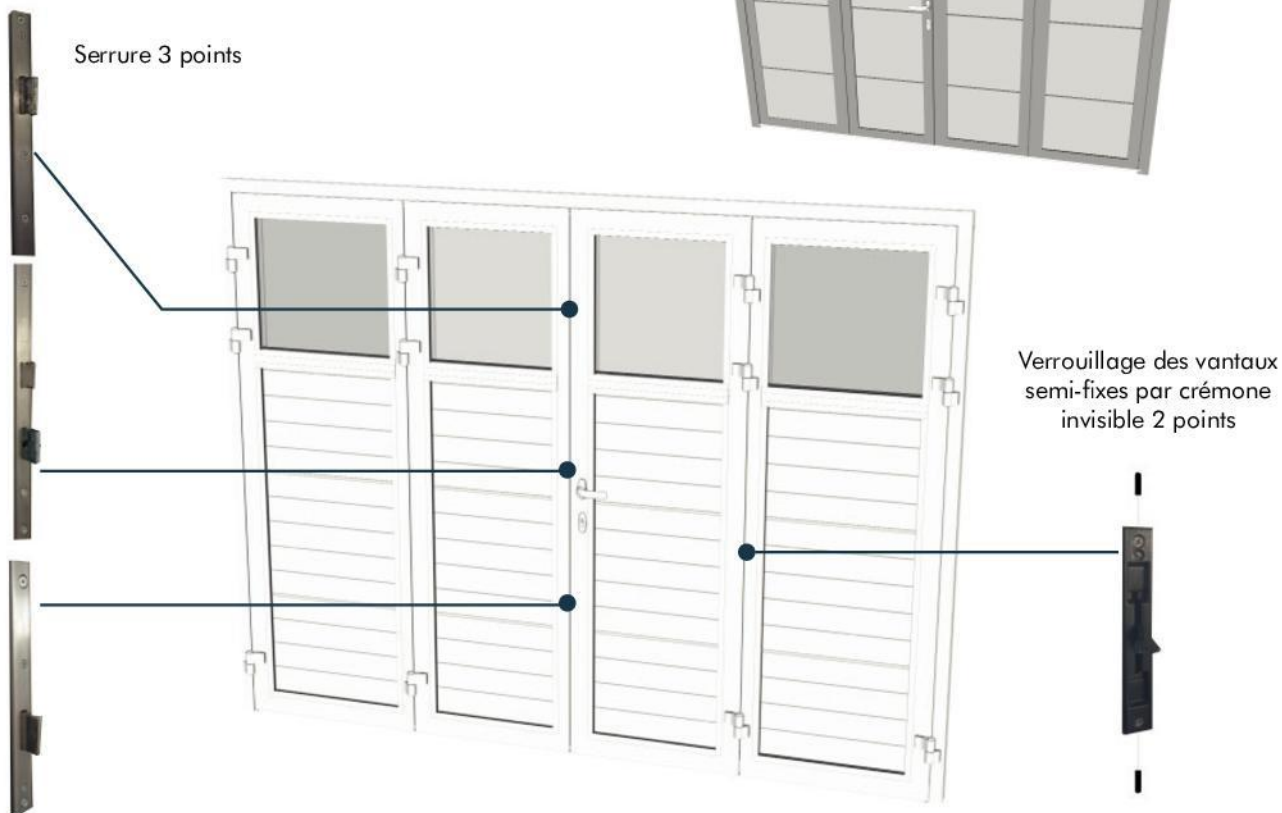 Serrure 3 points
Verrouillage des vantaux
semi-fixes par crémone
invisible 2 points